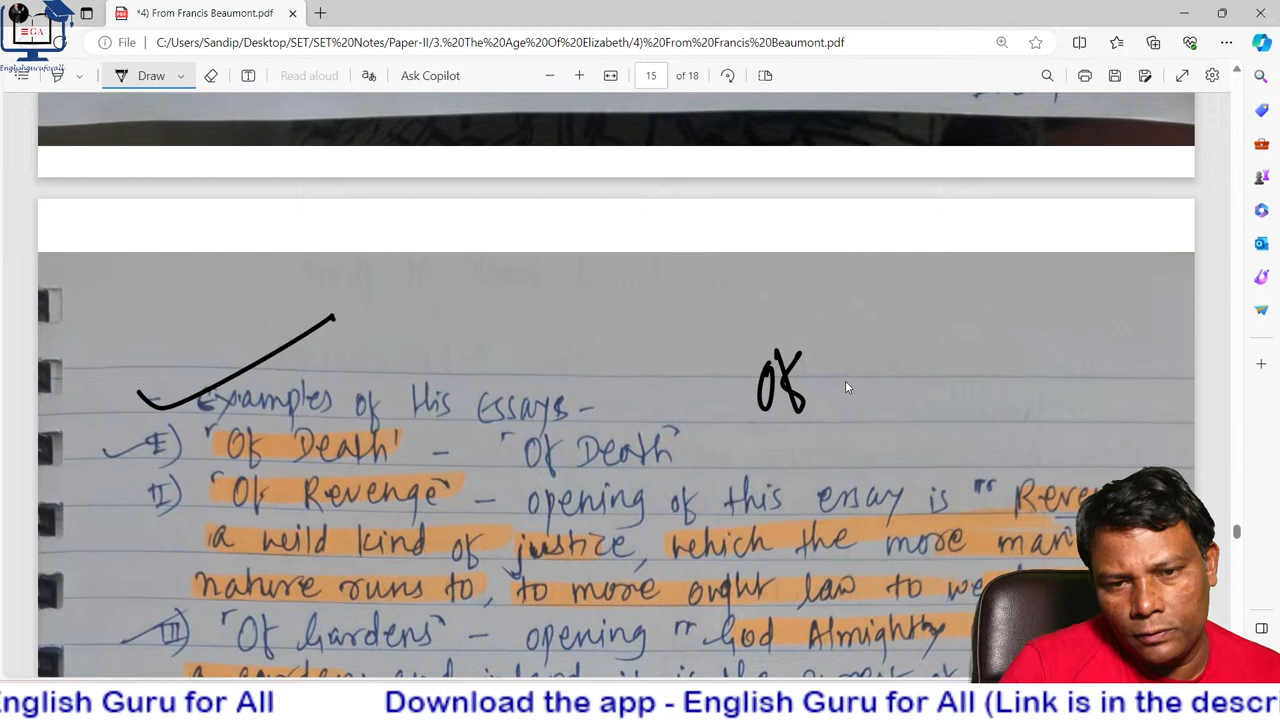 EGA
Englishguruforall
*4) From Francis Beaumont.pdf
File C:/Users/Sandip/Desktop/SET/SET%20Notes/Paper-II/3.%20The%20Age%20Of%20Elizabeth/4)%20From%20Francis%20Beaumont.pdf
Draw Read aloud Ask Copilot 15 of 18
Of
- Examples of His Essays -
I) "Of Death" - "Of Death"
II) "Of Revenge" - opening of this essay is "
a wild kind of justice, which the more man
nature runs to, to more ought law to
III) "Of Gardens" - opening "God Almighty
English Guru for All Download the app - English Guru for All (Link is in the descr